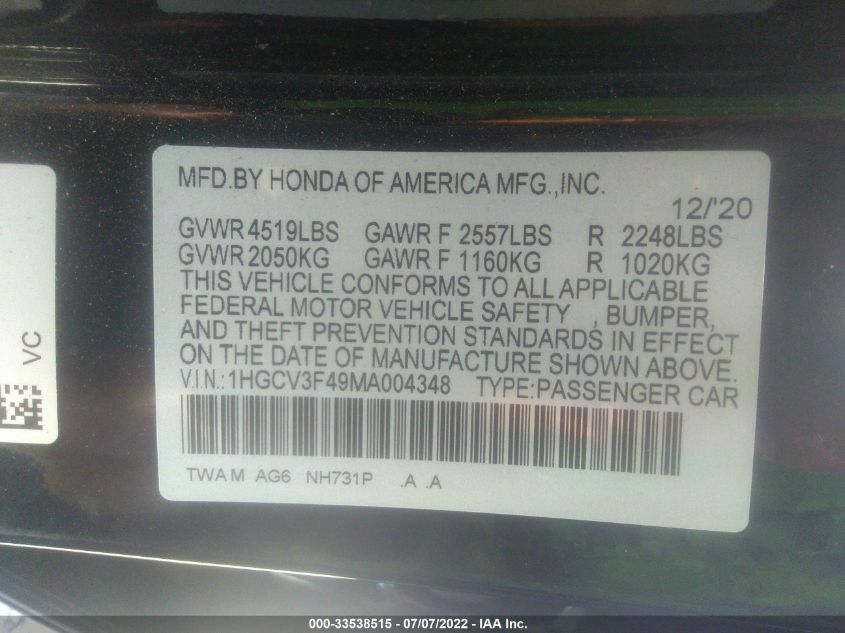 MFD.BY HONDA OF AMERICA MFG.,INC.
12/'20
GVWR 4519LBS GAWR F 2557LBS R 2248LBS
GVWR 2050KG GAWR F 1160KG R 1020KG
THIS VEHICLE CONFORMS TO ALL APPLICABLE
FEDERAL MOTOR VEHICLE SAFETY , BUMPER,
AND THEFT PREVENTION STANDARDS IN EFFECT
ON THE DATE OF MANUFACTURE SHOWN ABOVE.
V.I.N.:1HGCV3F49MA004348 TYPE:PASSENGER CAR
TWAM AG6 NH731P .A .A
VC
000-33538515 - 07/07/2022 - IAA Inc.